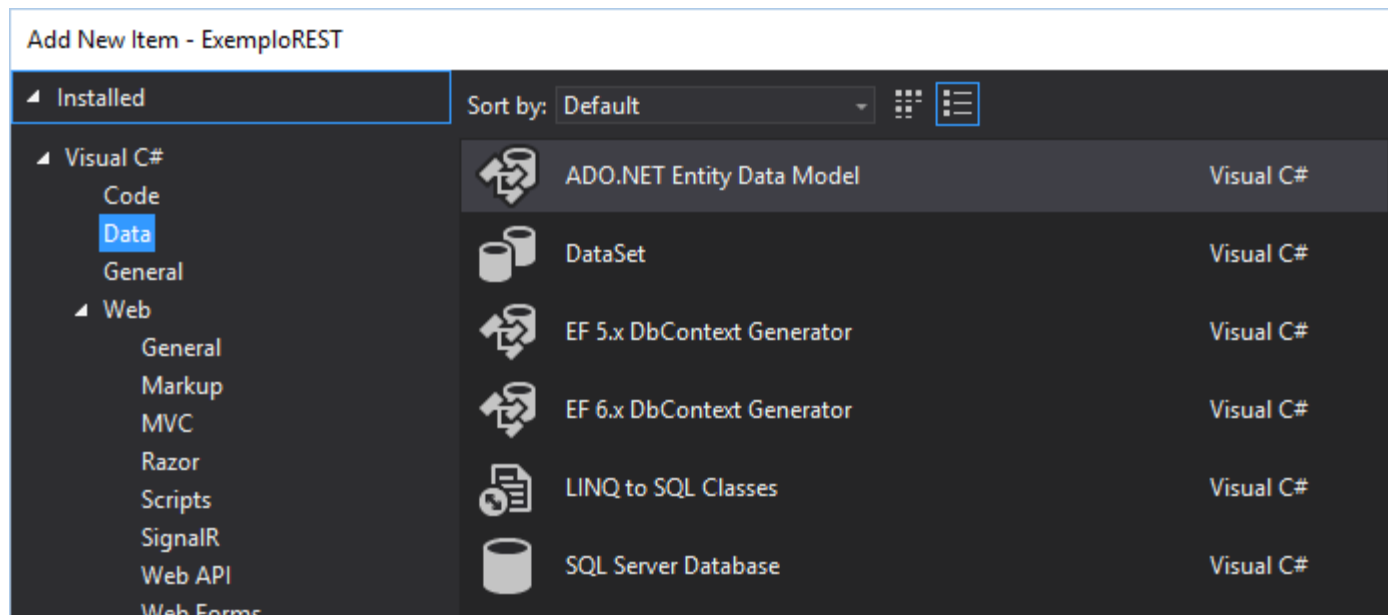 Add New Item - ExemploREST
Installed
Sort by: Default
Visual C#
Code
Data
General
Web
General
Markup
MVC
Razor
Scripts
SignalR
Web API
Web Forms
ADO.NET Entity Data Model Visual C#
DataSet Visual C#
EF 5.x DbContext Generator Visual C#
EF 6.x DbContext Generator Visual C#
LINQ to SQL Classes Visual C#
SQL Server Database Visual C#